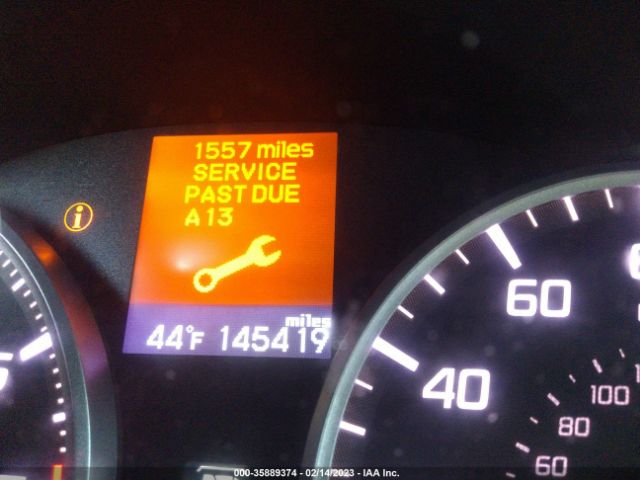 1557 miles
SERVICE
PAST DUE
A13
i
miles
44°F 145419
60
40
100
80
60
000-35889374 - 02/14/2023 - IAA Inc.